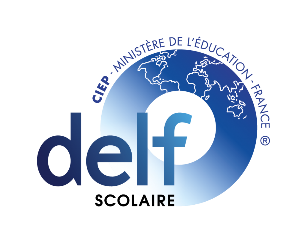 CIEP - MINISTÈRE DE L'ÉDUCATION - FRANCE ®
delf
SCOLAIRE